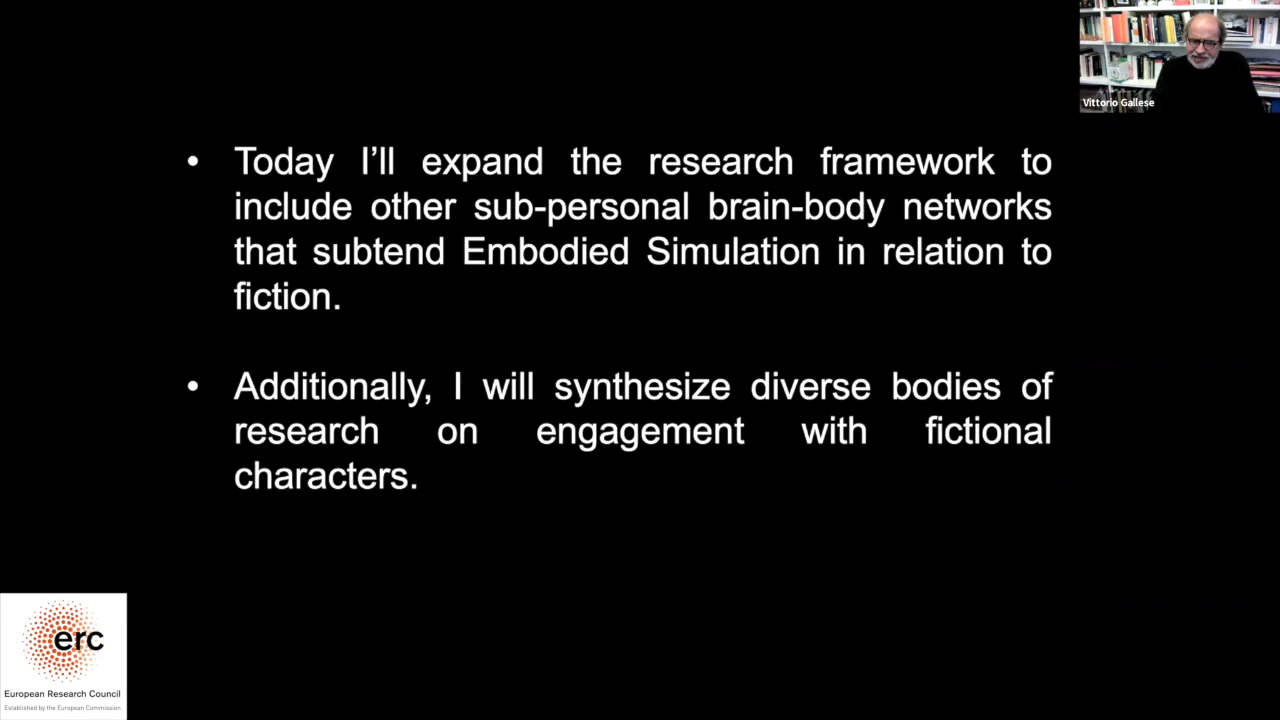 Vittorio Gallese
• Today I’ll expand the research framework to
include other sub-personal brain-body networks
that subtend Embodied Simulation in relation to
fiction.
• Additionally, I will synthesize diverse bodies of
research on engagement with fictional
characters.
erc
European Research Council
Established by the European Commission